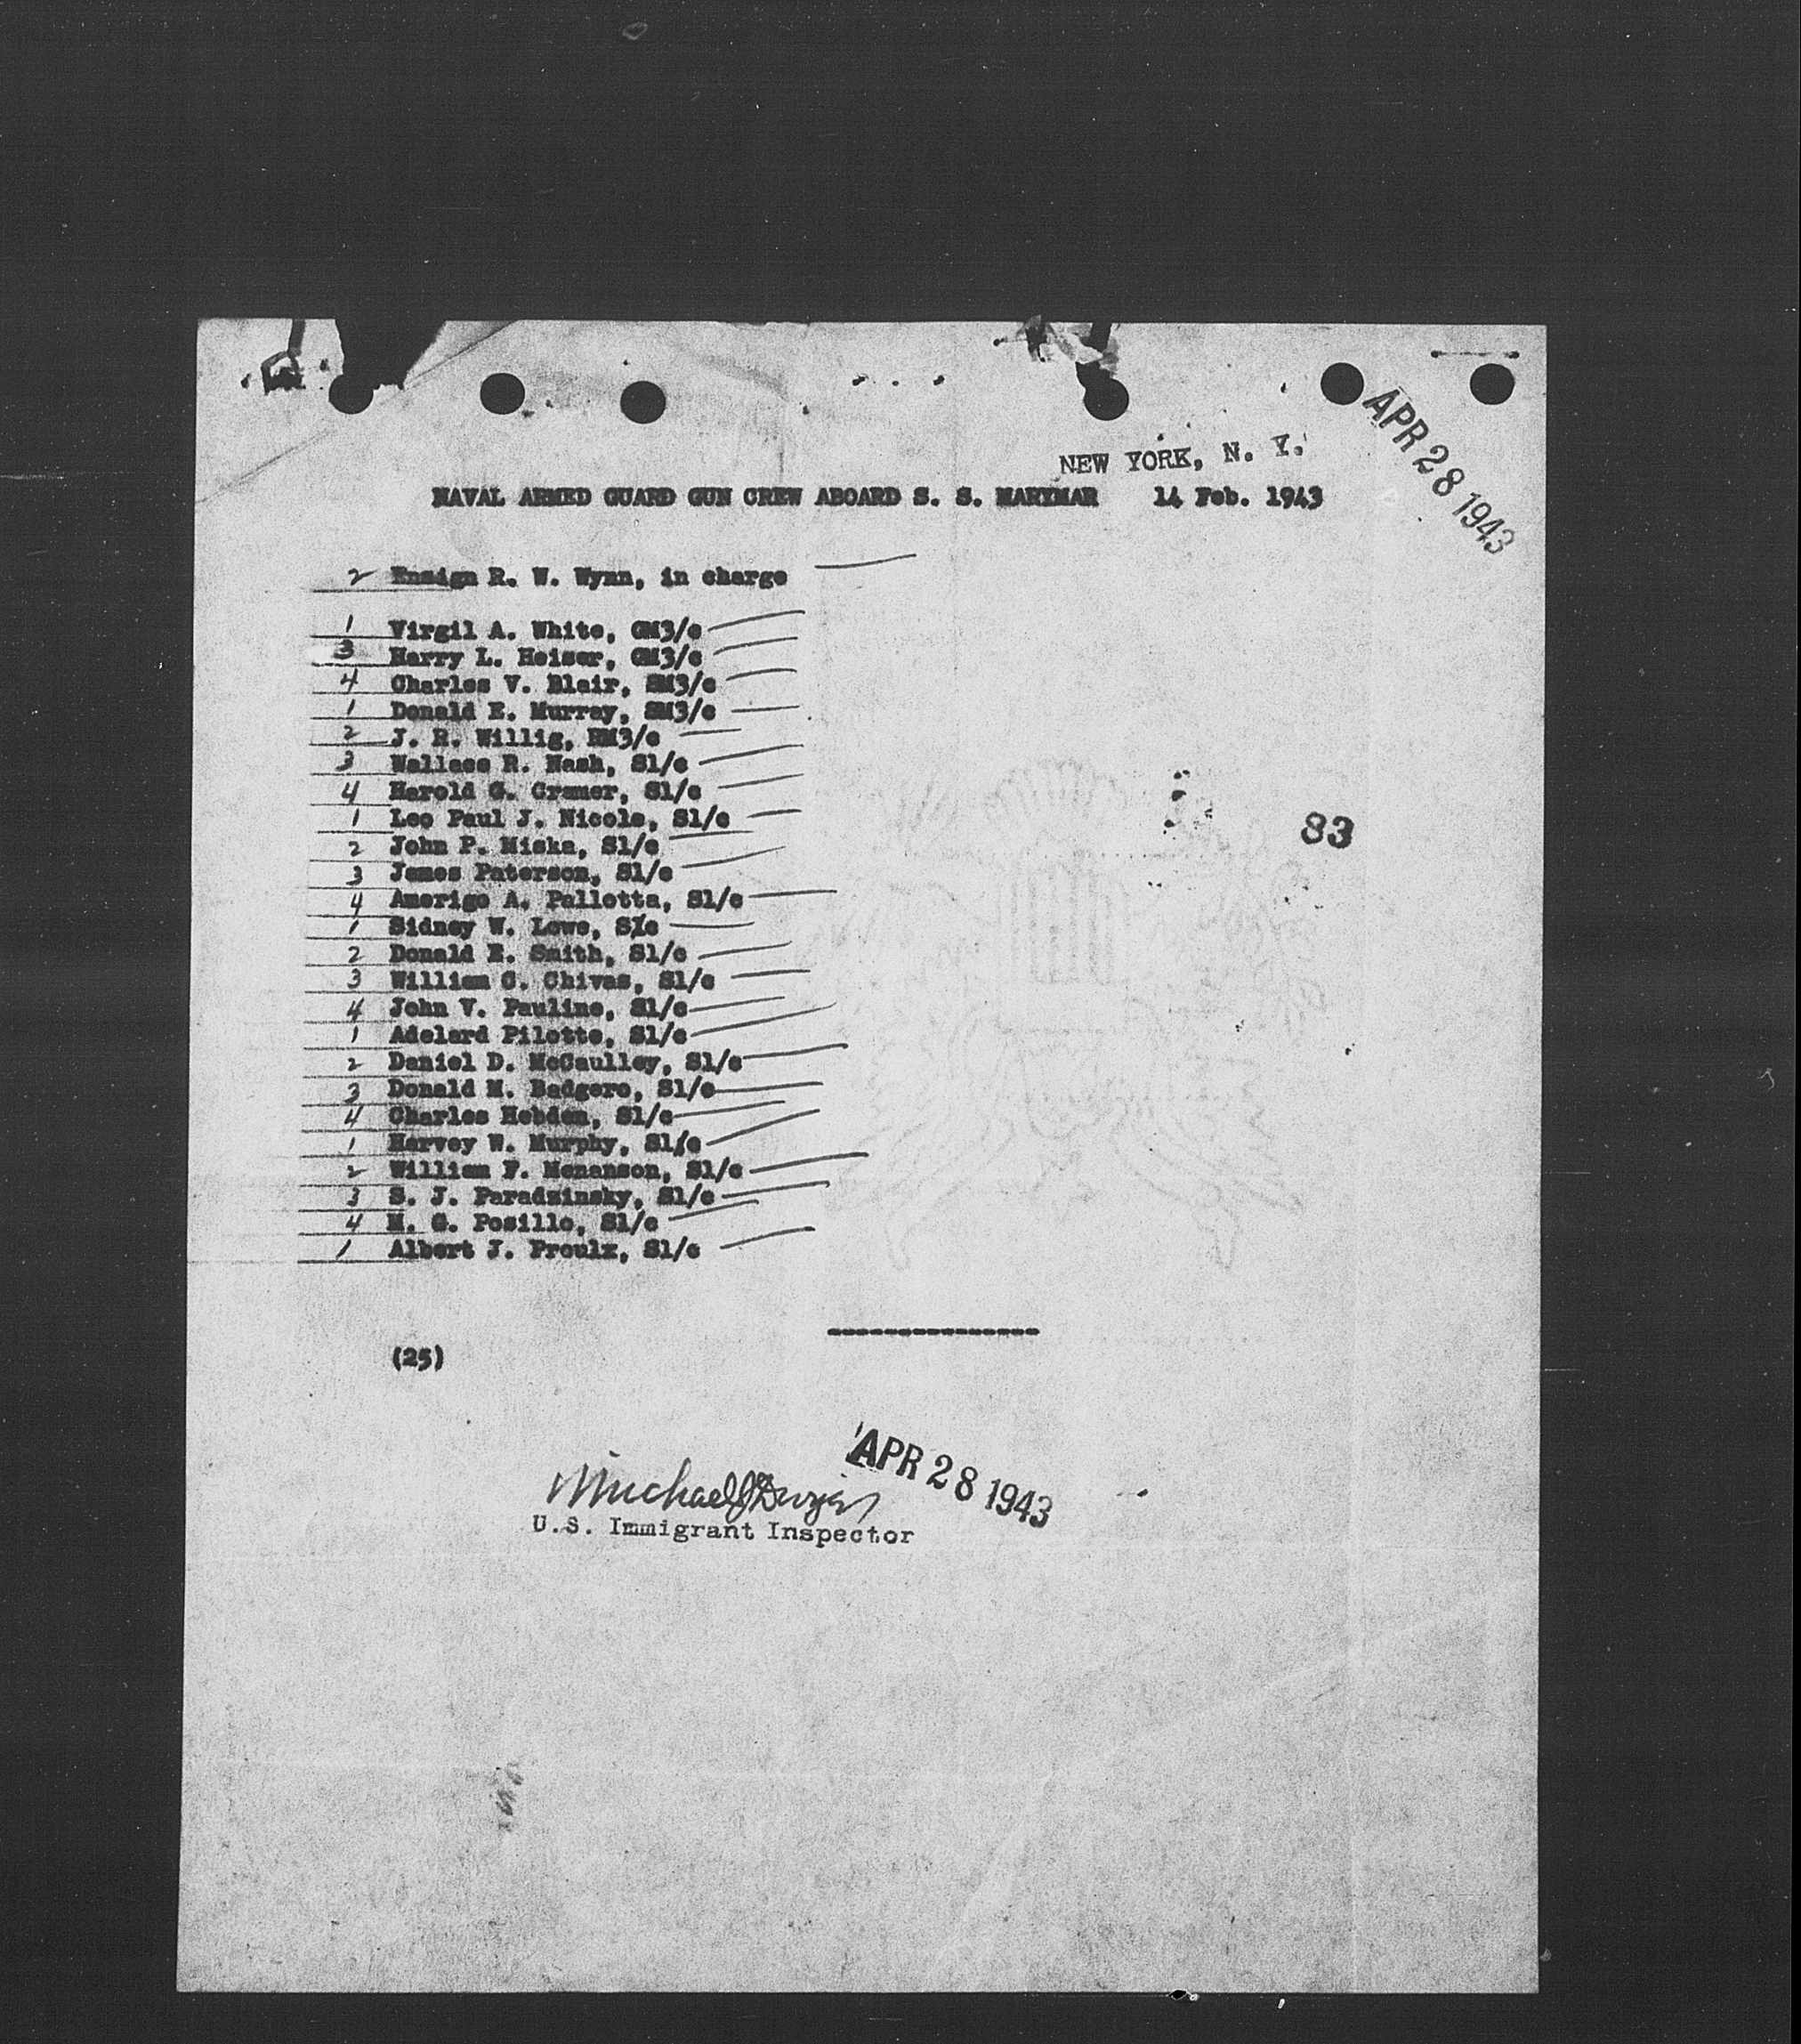 APR 28 1943
NEW YORK, N. Y.
NAVAL ARMED GUARD GUN CREW ABOARD S. S. MARYMAR 14 Feb. 1943
2 Ensign R. W. Wynn, in charge
1 Virgil A. White, GM3/c
3 Harry L. Heiser, GM3/c
4 Charles V. Blair, SM3/c
1 Donald E. Murray, SM3/c
2 J. R. Willig, RM3/c
3 Wallace R. Nash, S1/c
4 Harold G. Cramer, S1/c
1 Leo Paul J. Nicole, S1/c
83
2 John P. Miska, S1/c
3 James Paterson, S1/c
4 Amerigo A. Pallotta, S1/c
1 Sidney W. Lowe, S1/c
2 Donald E. Smith, S1/c
3 William C. Chivas, S1/c
4 John V. Pauline, S1/c
1 Adelard Pilotte, S1/c
2 Daniel D. McCaulley, S1/c
3 Donald M. Badgero, S1/c
4 Charles Hebden, S1/c
1 Harvey W. Murphy, S1/c
2 William F. Menanson, S1/c
3 S. J. Paradzinsky, S1/c
4 M. G. Posillo, S1/c
1 Albert J. Proulx, S1/c
(25)
APR 28 1943
Michael J Dwyer
U.S. Immigrant Inspector